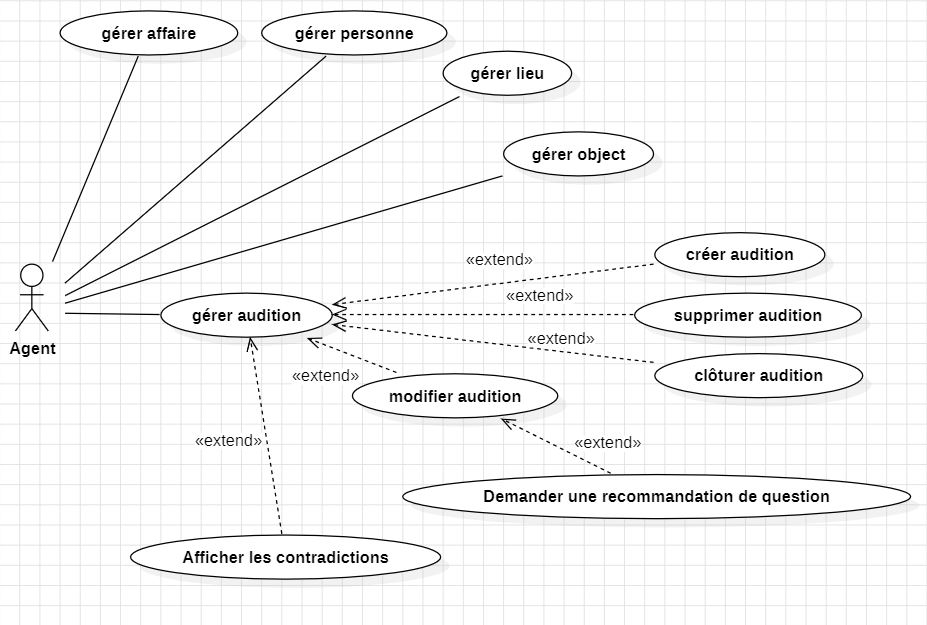 gérer affaire
gérer personne
gérer lieu
gérer object
créer audition
«extend»
«extend»
gérer audition
supprimer audition
«extend»
Agent
«extend»
clôturer audition
modifier audition
«extend»
«extend»
Demander une recommandation de question
Afficher les contradictions